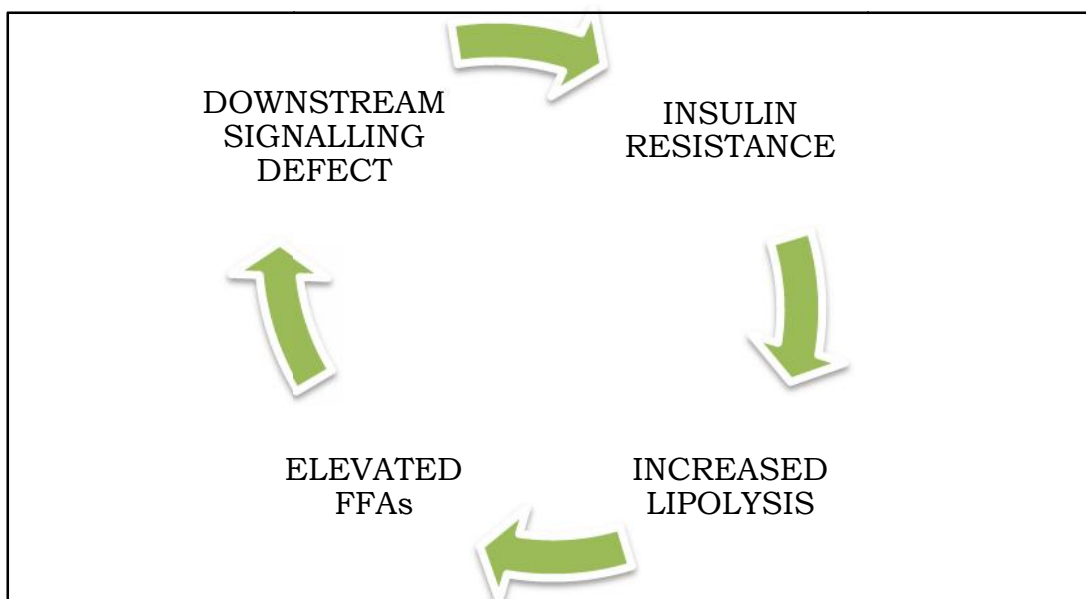 DOWNSTREAM
SIGNALLING
DEFECT
INSULIN
RESISTANCE
ELEVATED
FFAs
INCREASED
LIPOLYSIS